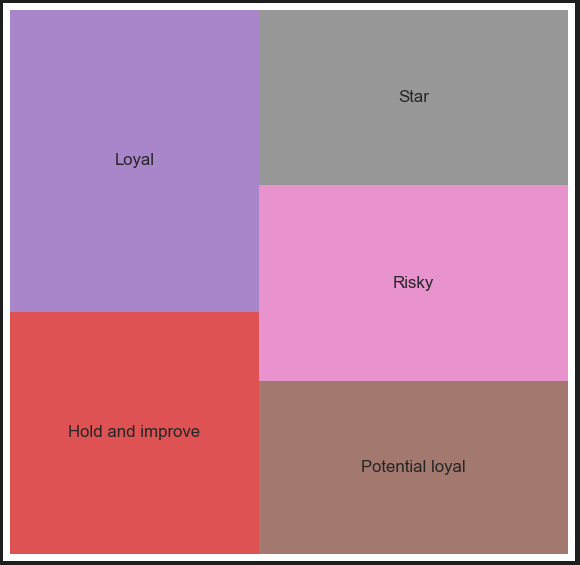 Loyal
Hold and improve
Star
Risky
Potential loyal